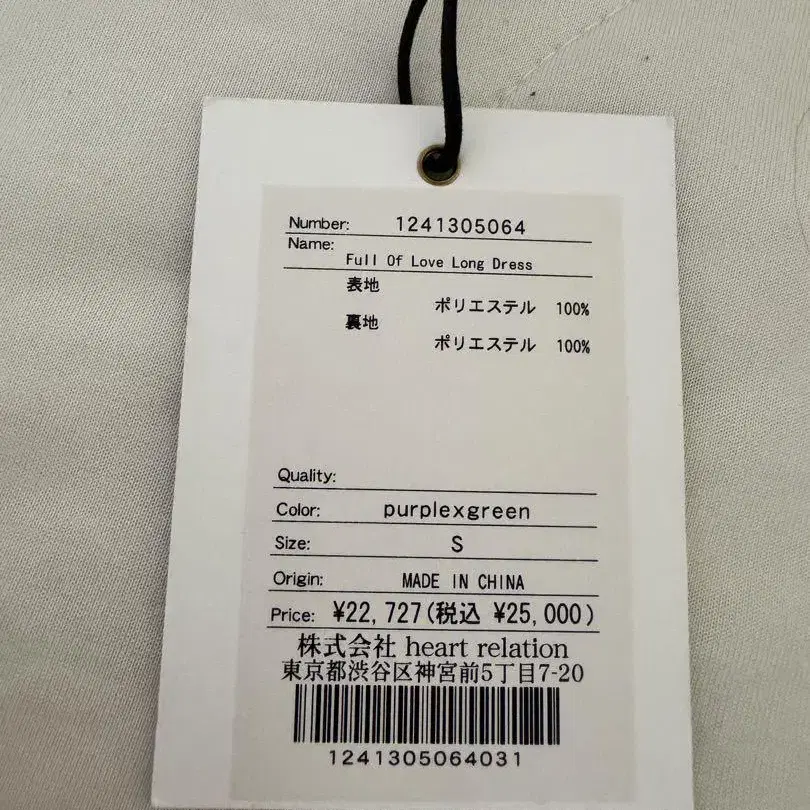 Number: 1241305064
Name:
Full Of Love Long Dress
表地
ポリエステル 100%
裏地
ポリエステル 100%
Quality:
Color: purplexgreen
Size: S
Origin: MADE IN CHINA
Price: ¥22,727(税込 ¥25,000)
株式会社 heart relation
東京都渋谷区神宮前5丁目7-20
1241305064031